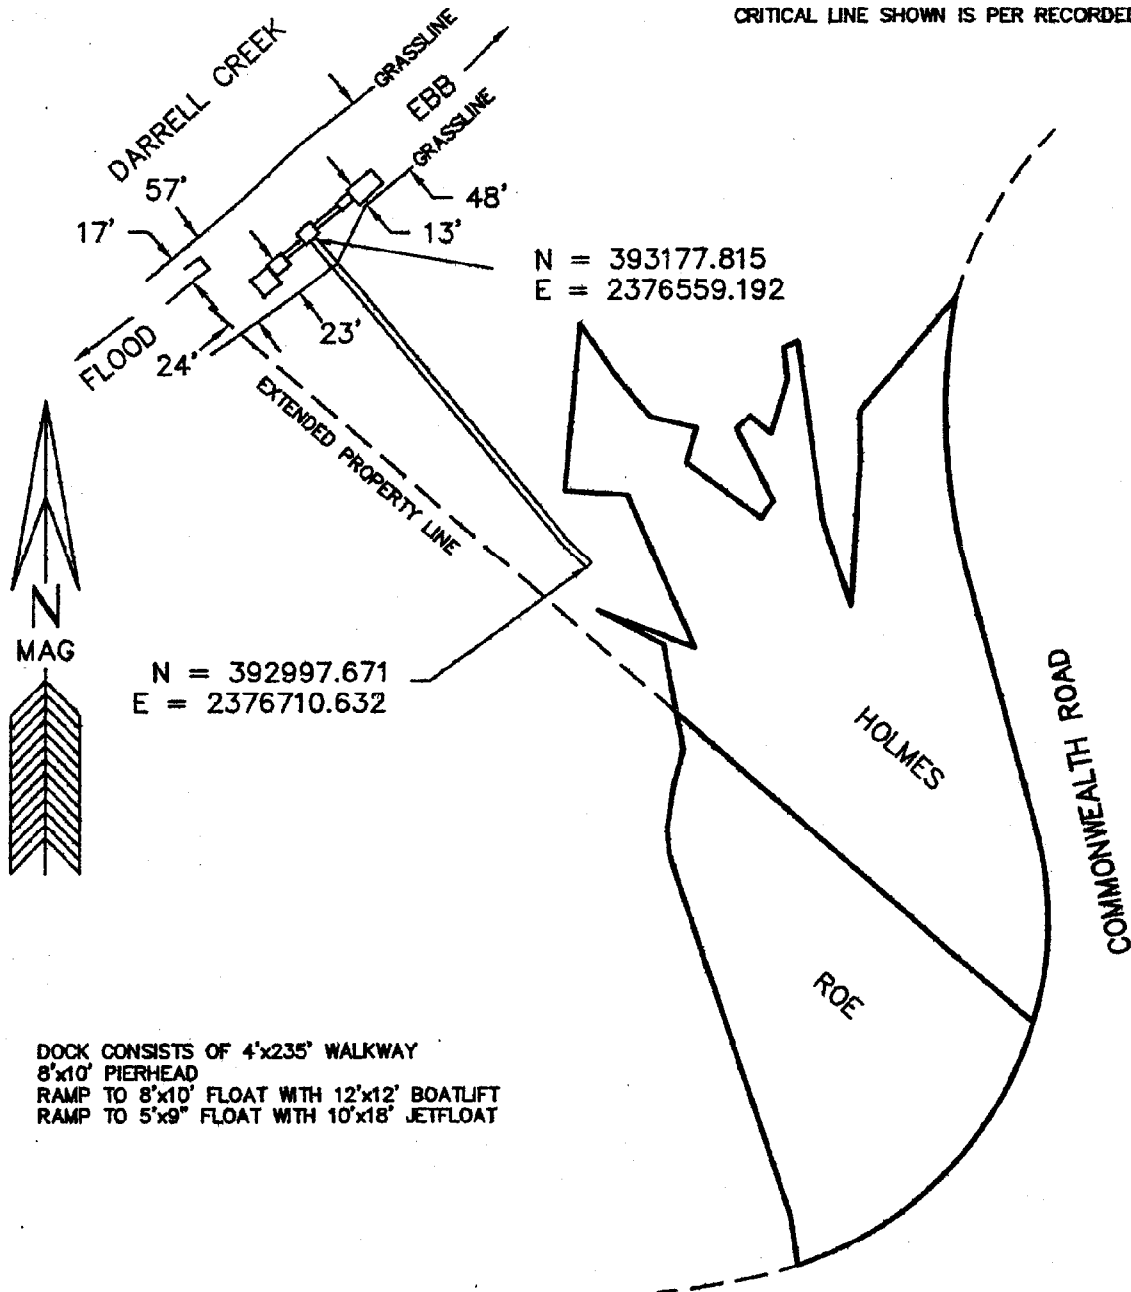 CRITICAL LINE SHOWN IS PER RECORDED
DARRELL CREEK
GRASSLINE
EBB
GRASSLINE
57'
48'
17'
13'
N = 393177.815
E = 2376559.192
23'
FLOOD
24'
EXTENDED PROPERTY LINE
N
MAG
N = 392997.671
E = 2376710.632
HOLMES
COMMONWEALTH ROAD
ROE
DOCK CONSISTS OF 4'x235' WALKWAY
8'x10' PIERHEAD
RAMP TO 8'x10' FLOAT WITH 12'x12' BOATLIFT
RAMP TO 5'x9" FLOAT WITH 10'x18' JETFLOAT